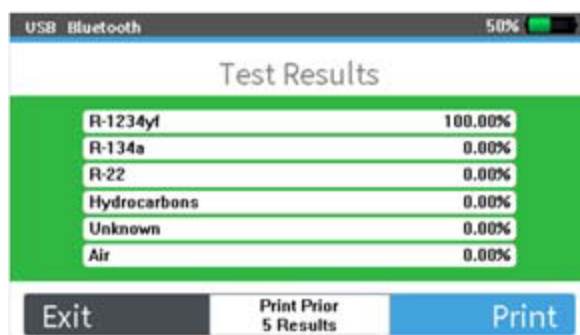 USB Bluetooth 50%
Test Results
R-1234yf 100.00%
R-134a 0.00%
R-22 0.00%
Hydrocarbons 0.00%
Unknown 0.00%
Air 0.00%
Exit
Print Prior
5 Results
Print